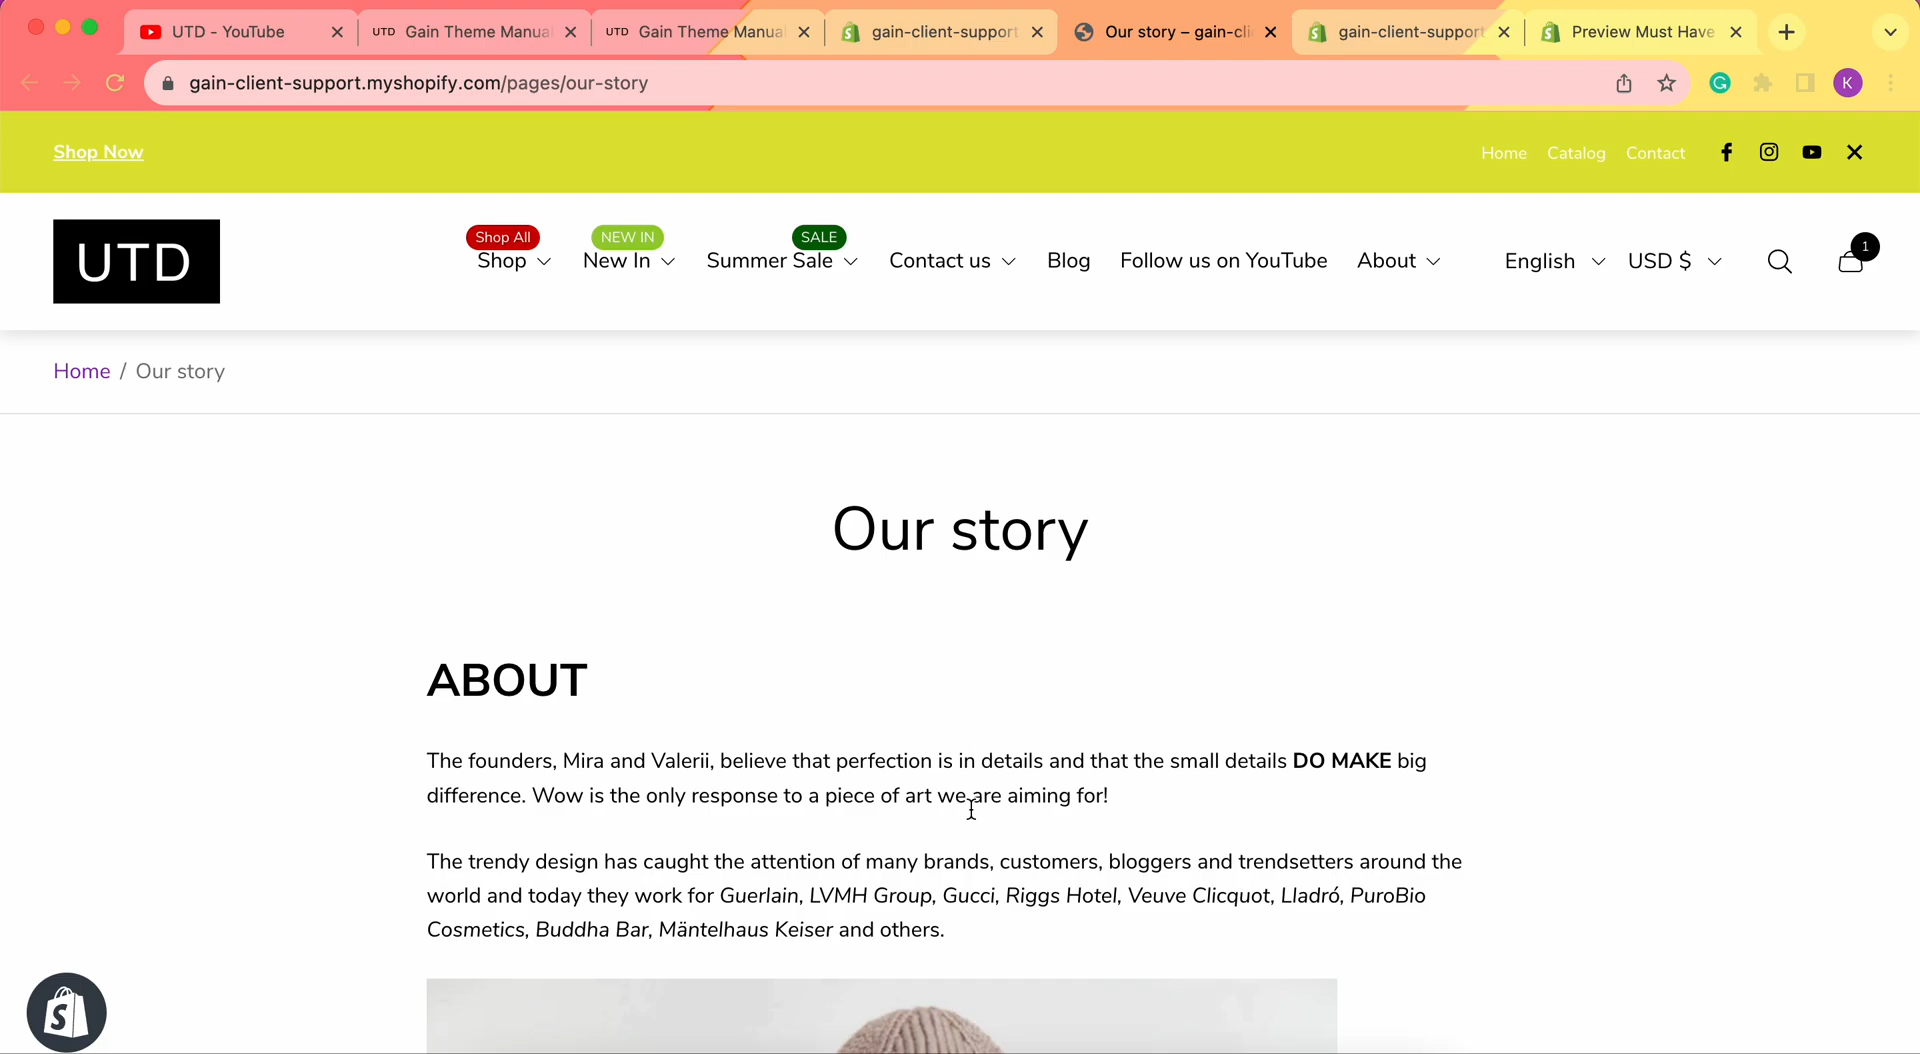 UTD - YouTube
UTD Gain Theme Manual
UTD Gain Theme Manual
gain-client-support
Our story – gain-cli
gain-client-support
Preview Must Have
gain-client-support.myshopify.com/pages/our-story
K
Shop Now
Home Catalog Contact
UTD
Shop All NEW IN SALE
Shop New In Summer Sale Contact us Blog Follow us on YouTube About English USD $ 1
Home / Our story
Our story
ABOUT
The founders, Mira and Valerii, believe that perfection is in details and that the small details DO MAKE big
difference. Wow is the only response to a piece of art we are aiming for!
The trendy design has caught the attention of many brands, customers, bloggers and trendsetters around the
world and today they work for Guerlain, LVMH Group, Gucci, Riggs Hotel, Veuve Clicquot, Lladró, PuroBio
Cosmetics, Buddha Bar, Mäntelhaus Keiser and others.